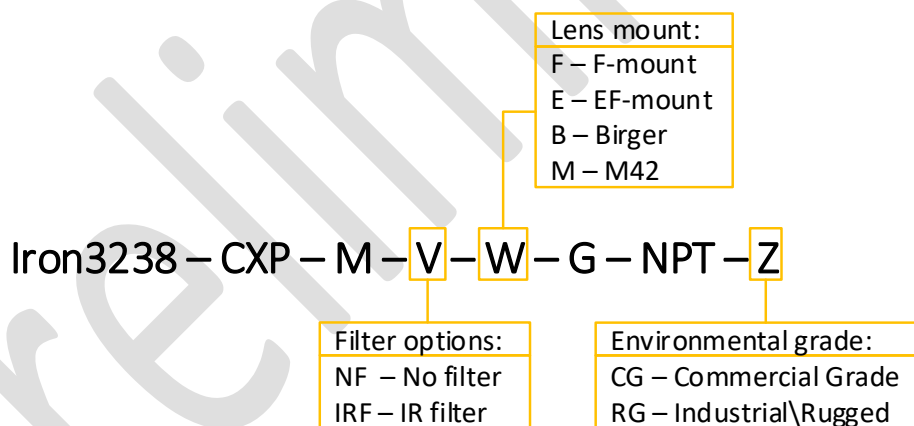 Lens mount:
F – F-mount
E – EF-mount
B – Birger
M – M42
Iron3238 – CXP – M – V – W – G – NPT – Z
Filter options:
NF – No filter
IRF – IR filter
Environmental grade:
CG – Commercial Grade
RG – Industrial\Rugged